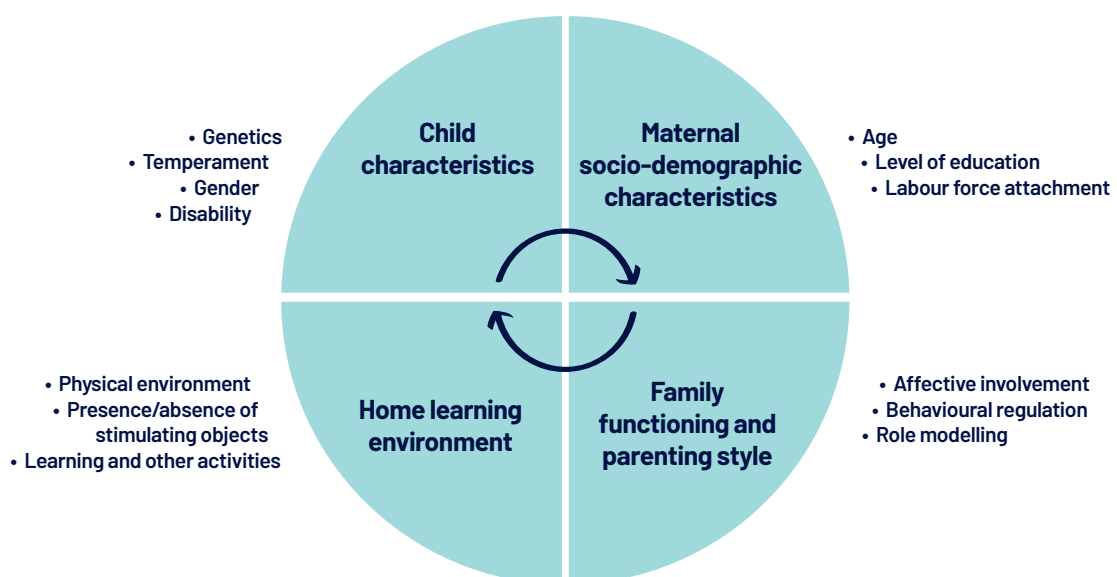 Child
characteristics
• Genetics
• Temperament
• Gender
• Disability
Maternal
socio-demographic
characteristics
• Age
• Level of education
• Labour force attachment
Home learning
environment
• Physical environment
• Presence/absence of
stimulating objects
• Learning and other activities
Family
functioning and
parenting style
• Affective involvement
• Behavioural regulation
• Role modelling